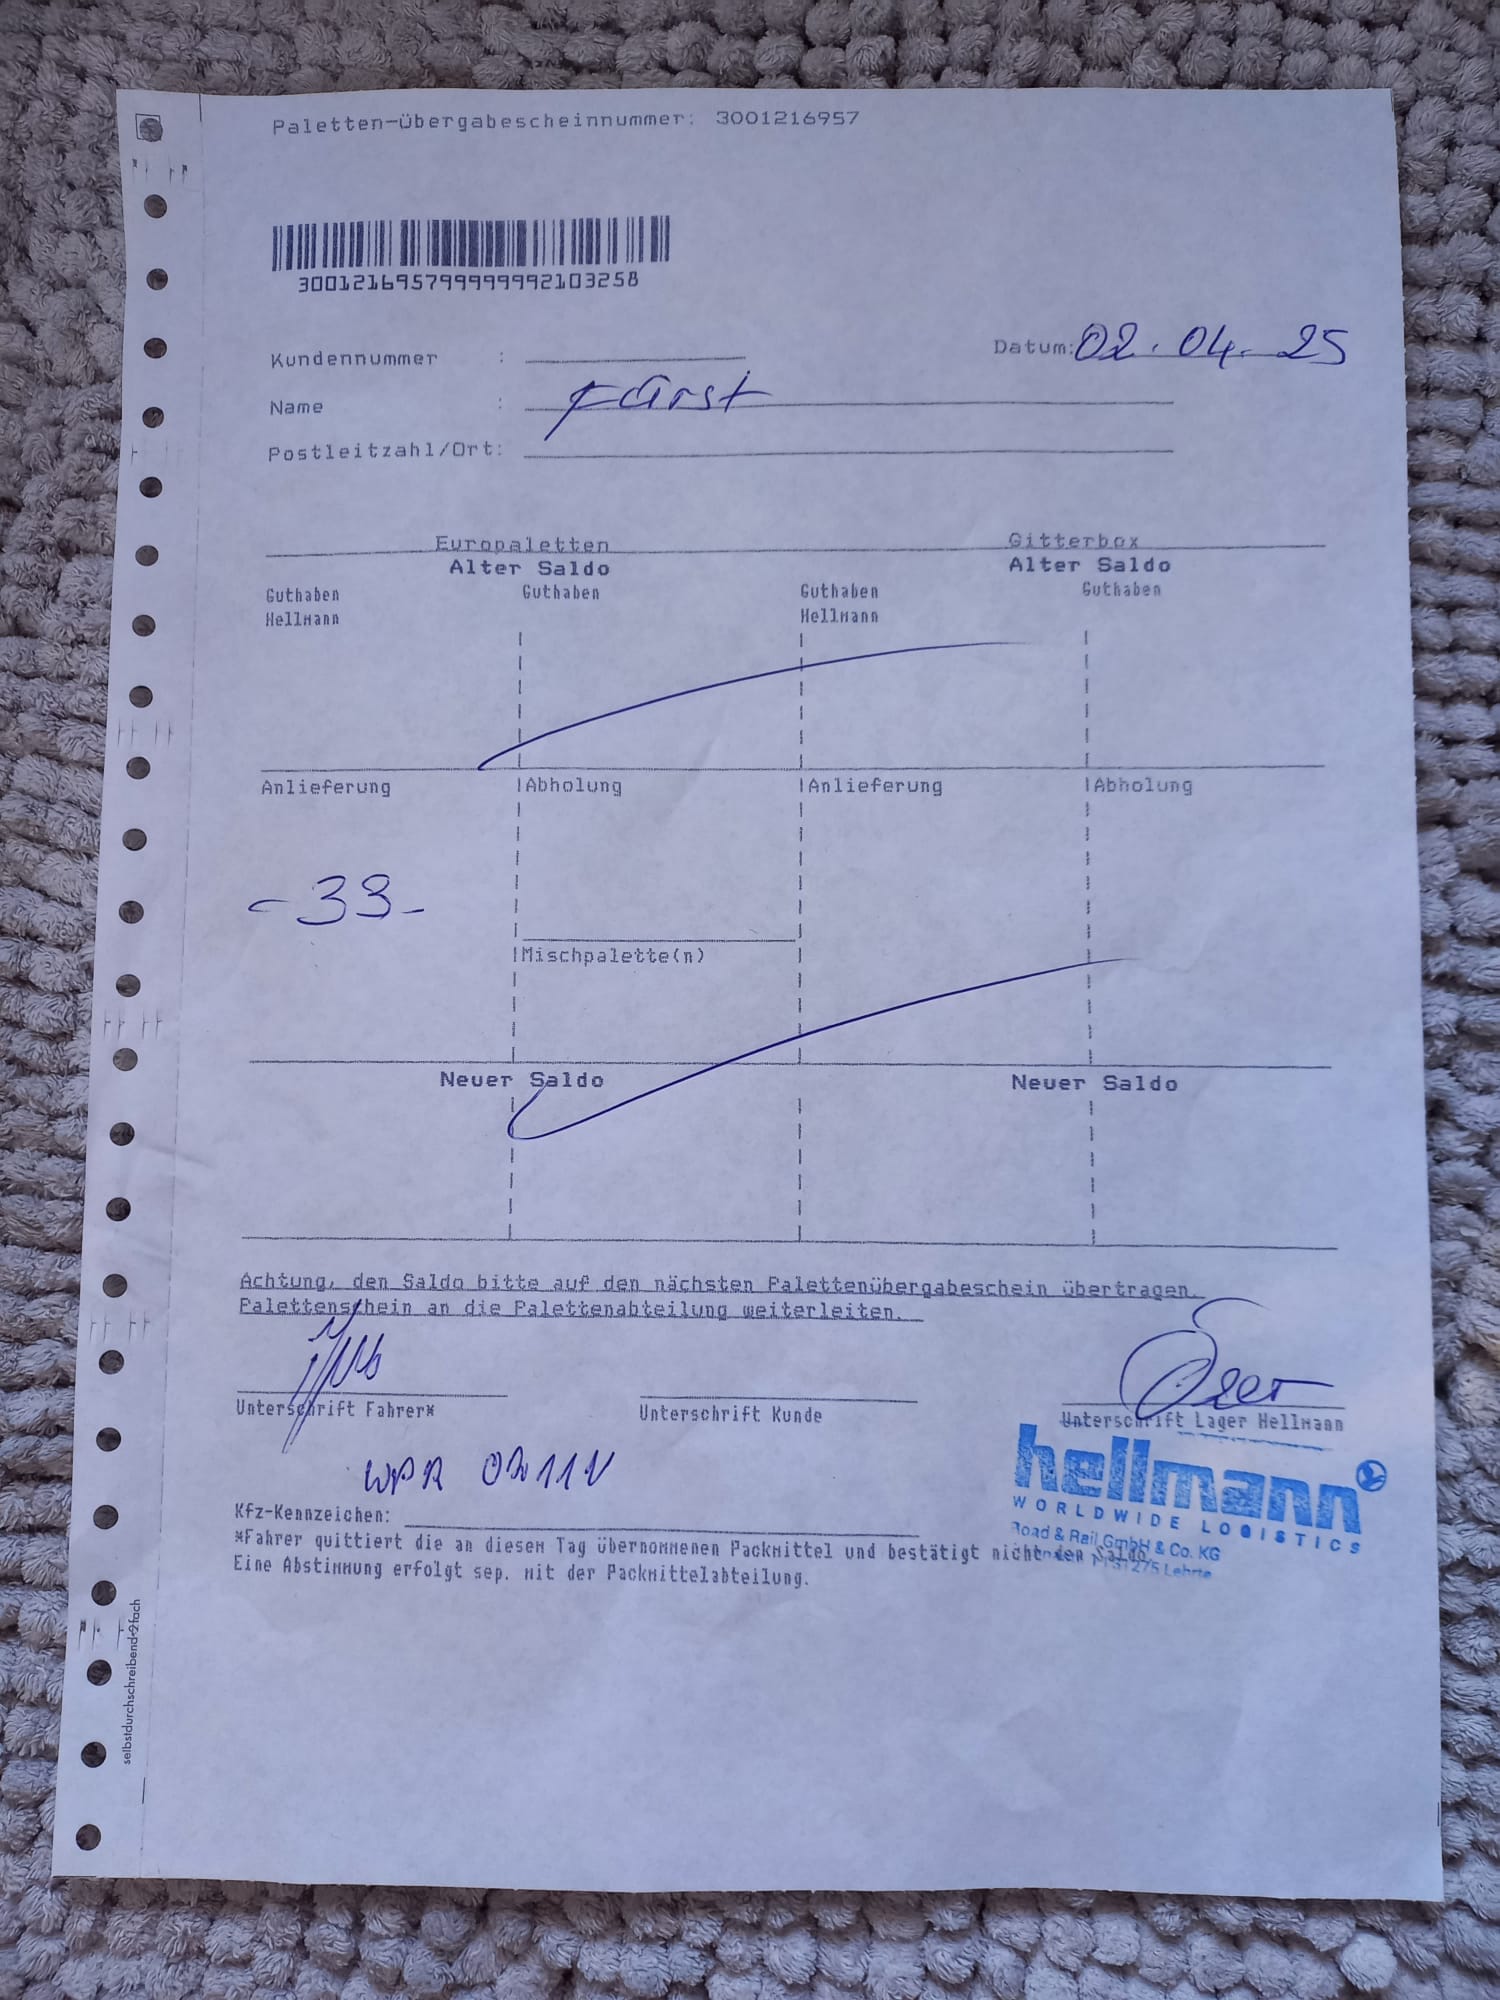 Paletten-Übergabescheinnummer: 3001216957
3001216957999999992103258
Kundennummer :
Datum: 02.04.25
Name : Fürst
Postleitzahl/Ort:
Europaletten Gitterbox
Alter Saldo Alter Saldo
Guthaben Guthaben Guthaben Guthaben
Hellmann Hellmann
Anlieferung Abholung Anlieferung Abholung
-33-
Mischpalette(n)
Neuer Saldo Neuer Saldo
Achtung, den Saldo bitte auf den nächsten Palettenübergabeschein übertragen.
Palettenschein an die Palettenabteilung weiterleiten.
Unterschrift Fahrer* Unterschrift Kunde Unterschrift Lager Hellmann
hellmann
WORLDWIDE LOGISTICS
Road & Rail GmbH & Co. KG
31275 Lehrte
WPR
Kfz-Kennzeichen:
*Fahrer quittiert die an diesem Tag übernommenen Packmittel und bestätigt nicht den Saldo.
Eine Abstimmung erfolgt sep. mit der Packmittelabteilung.
selbstdurchschreibend-2fach